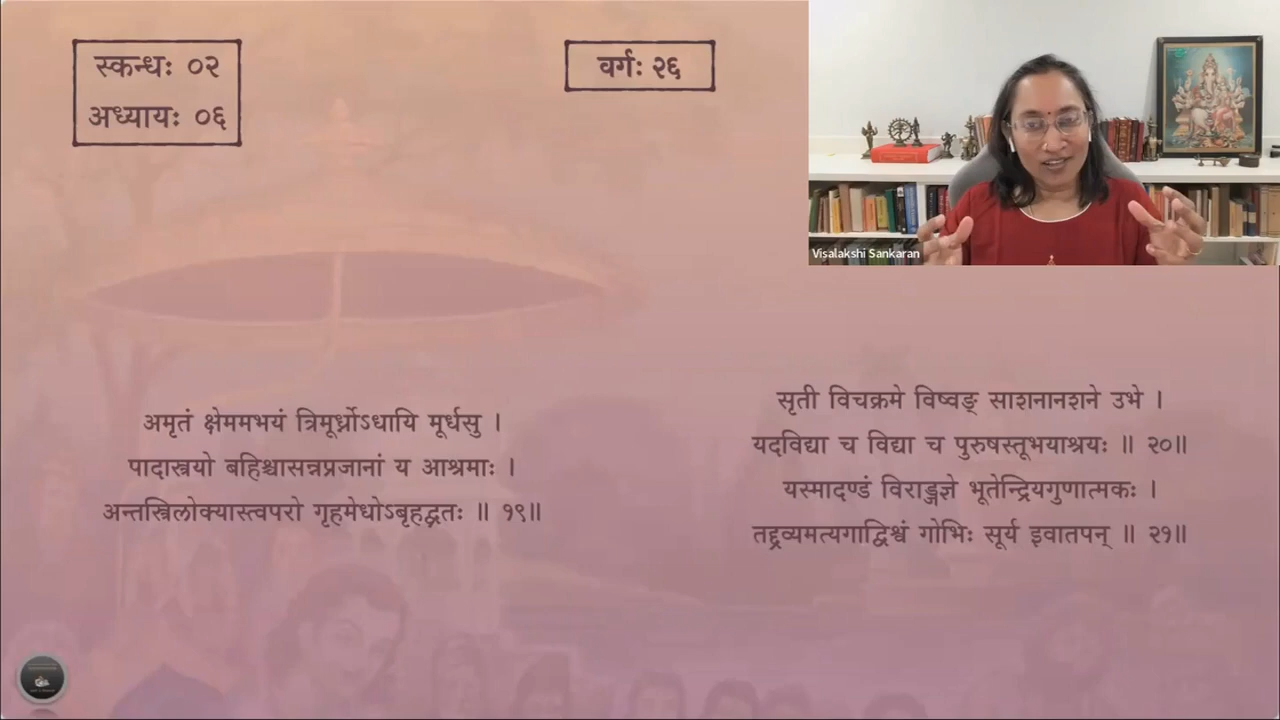 स्कन्धः ०२
अध्यायः ०६
वर्गः २६
Visalakshi Sankaran
अमृतं क्षेममभयं त्रिमूर्ध्नोऽधायि मूर्धसु ।
पादास्त्रयो बहिश्चासन्नप्रजानां य आश्रमाः ।
अन्तस्त्रिलोक्यास्त्वपरो गृहमेधोऽबृहद्व्रतः ॥ १९॥
सृती विचक्रमे विष्वङ् साशनानशने उभे ।
यदविद्या च विद्या च पुरुषस्तूभयाश्रयः ॥ २०॥
यस्मादण्डं विराड्जज्ञे भूतेन्द्रियगुणात्मकः ।
तद्द्रव्यमत्यगाद्विश्वं गोभिः सूर्य इवातपन् ॥ २१॥